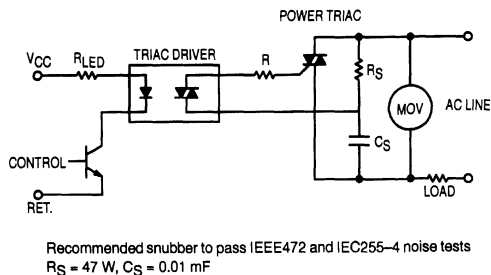 POWER TRIAC
VCC
RLED
TRIAC DRIVER
R
RS
MOV
AC LINE
CS
CONTROL
LOAD
RET.
Recommended snubber to pass IEEE472 and IEC255–4 noise tests
RS = 47 W, CS = 0.01 mF